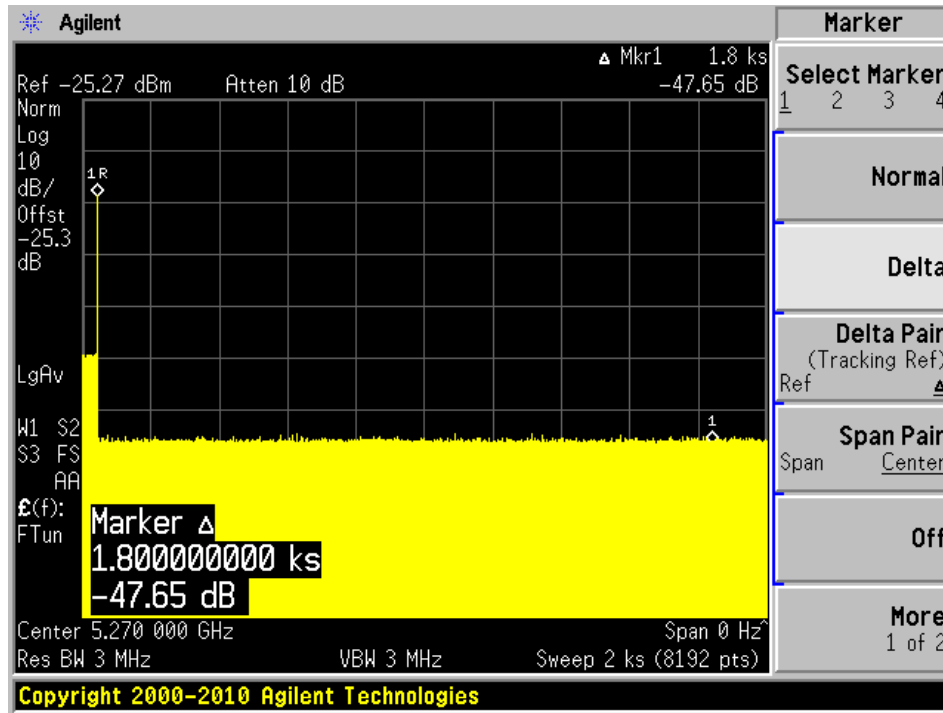 Agilent
Marker
Δ Mkr1 1.8 ks
Ref -25.27 dBm Atten 10 dB -47.65 dB
Norm
Log
10
dB/
Offst
-25.3
dB
1R
LgAv
W1 S2
S3 FS
AA
£(f):
FTun
1
Marker Δ
1.800000000 ks
-47.65 dB
Center 5.270 000 GHz Span 0 Hz^
Res BW 3 MHz VBW 3 MHz Sweep 2 ks (8192 pts)
Copyright 2000-2010 Agilent Technologies
Select Marker
1 2 3 4
Normal
Delta
Delta Pair
(Tracking Ref)
Ref Δ
Span Pair
Span Center
Off
More
1 of 2